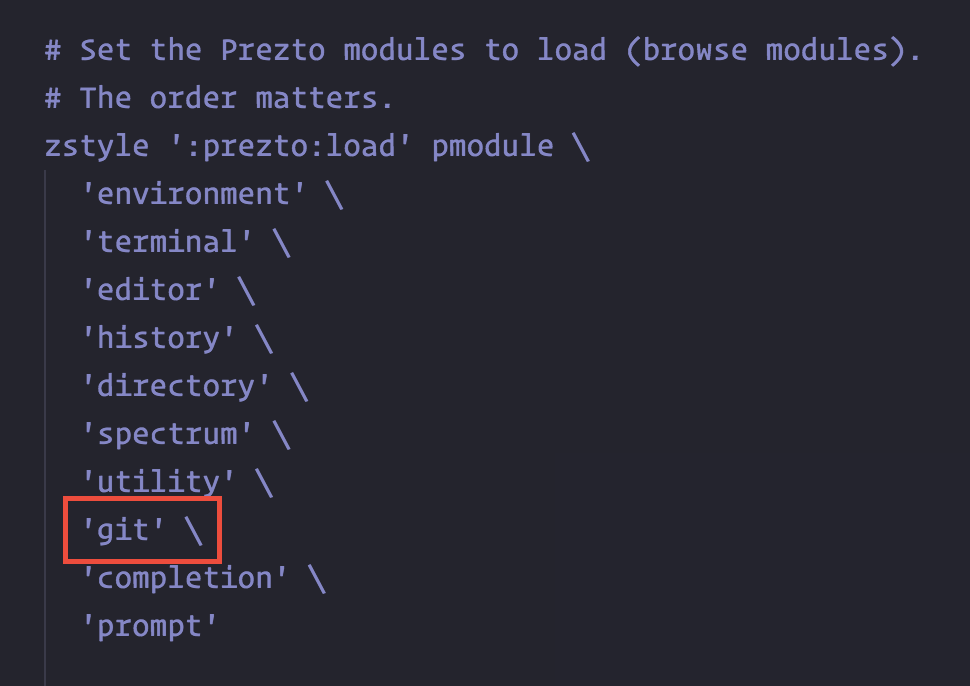 # Set the Prezto modules to load (browse modules).
# The order matters.
zstyle ':prezto:load' pmodule \
'environment' \
'terminal' \
'editor' \
'history' \
'directory' \
'spectrum' \
'utility' \
'git' \
'completion' \
'prompt'